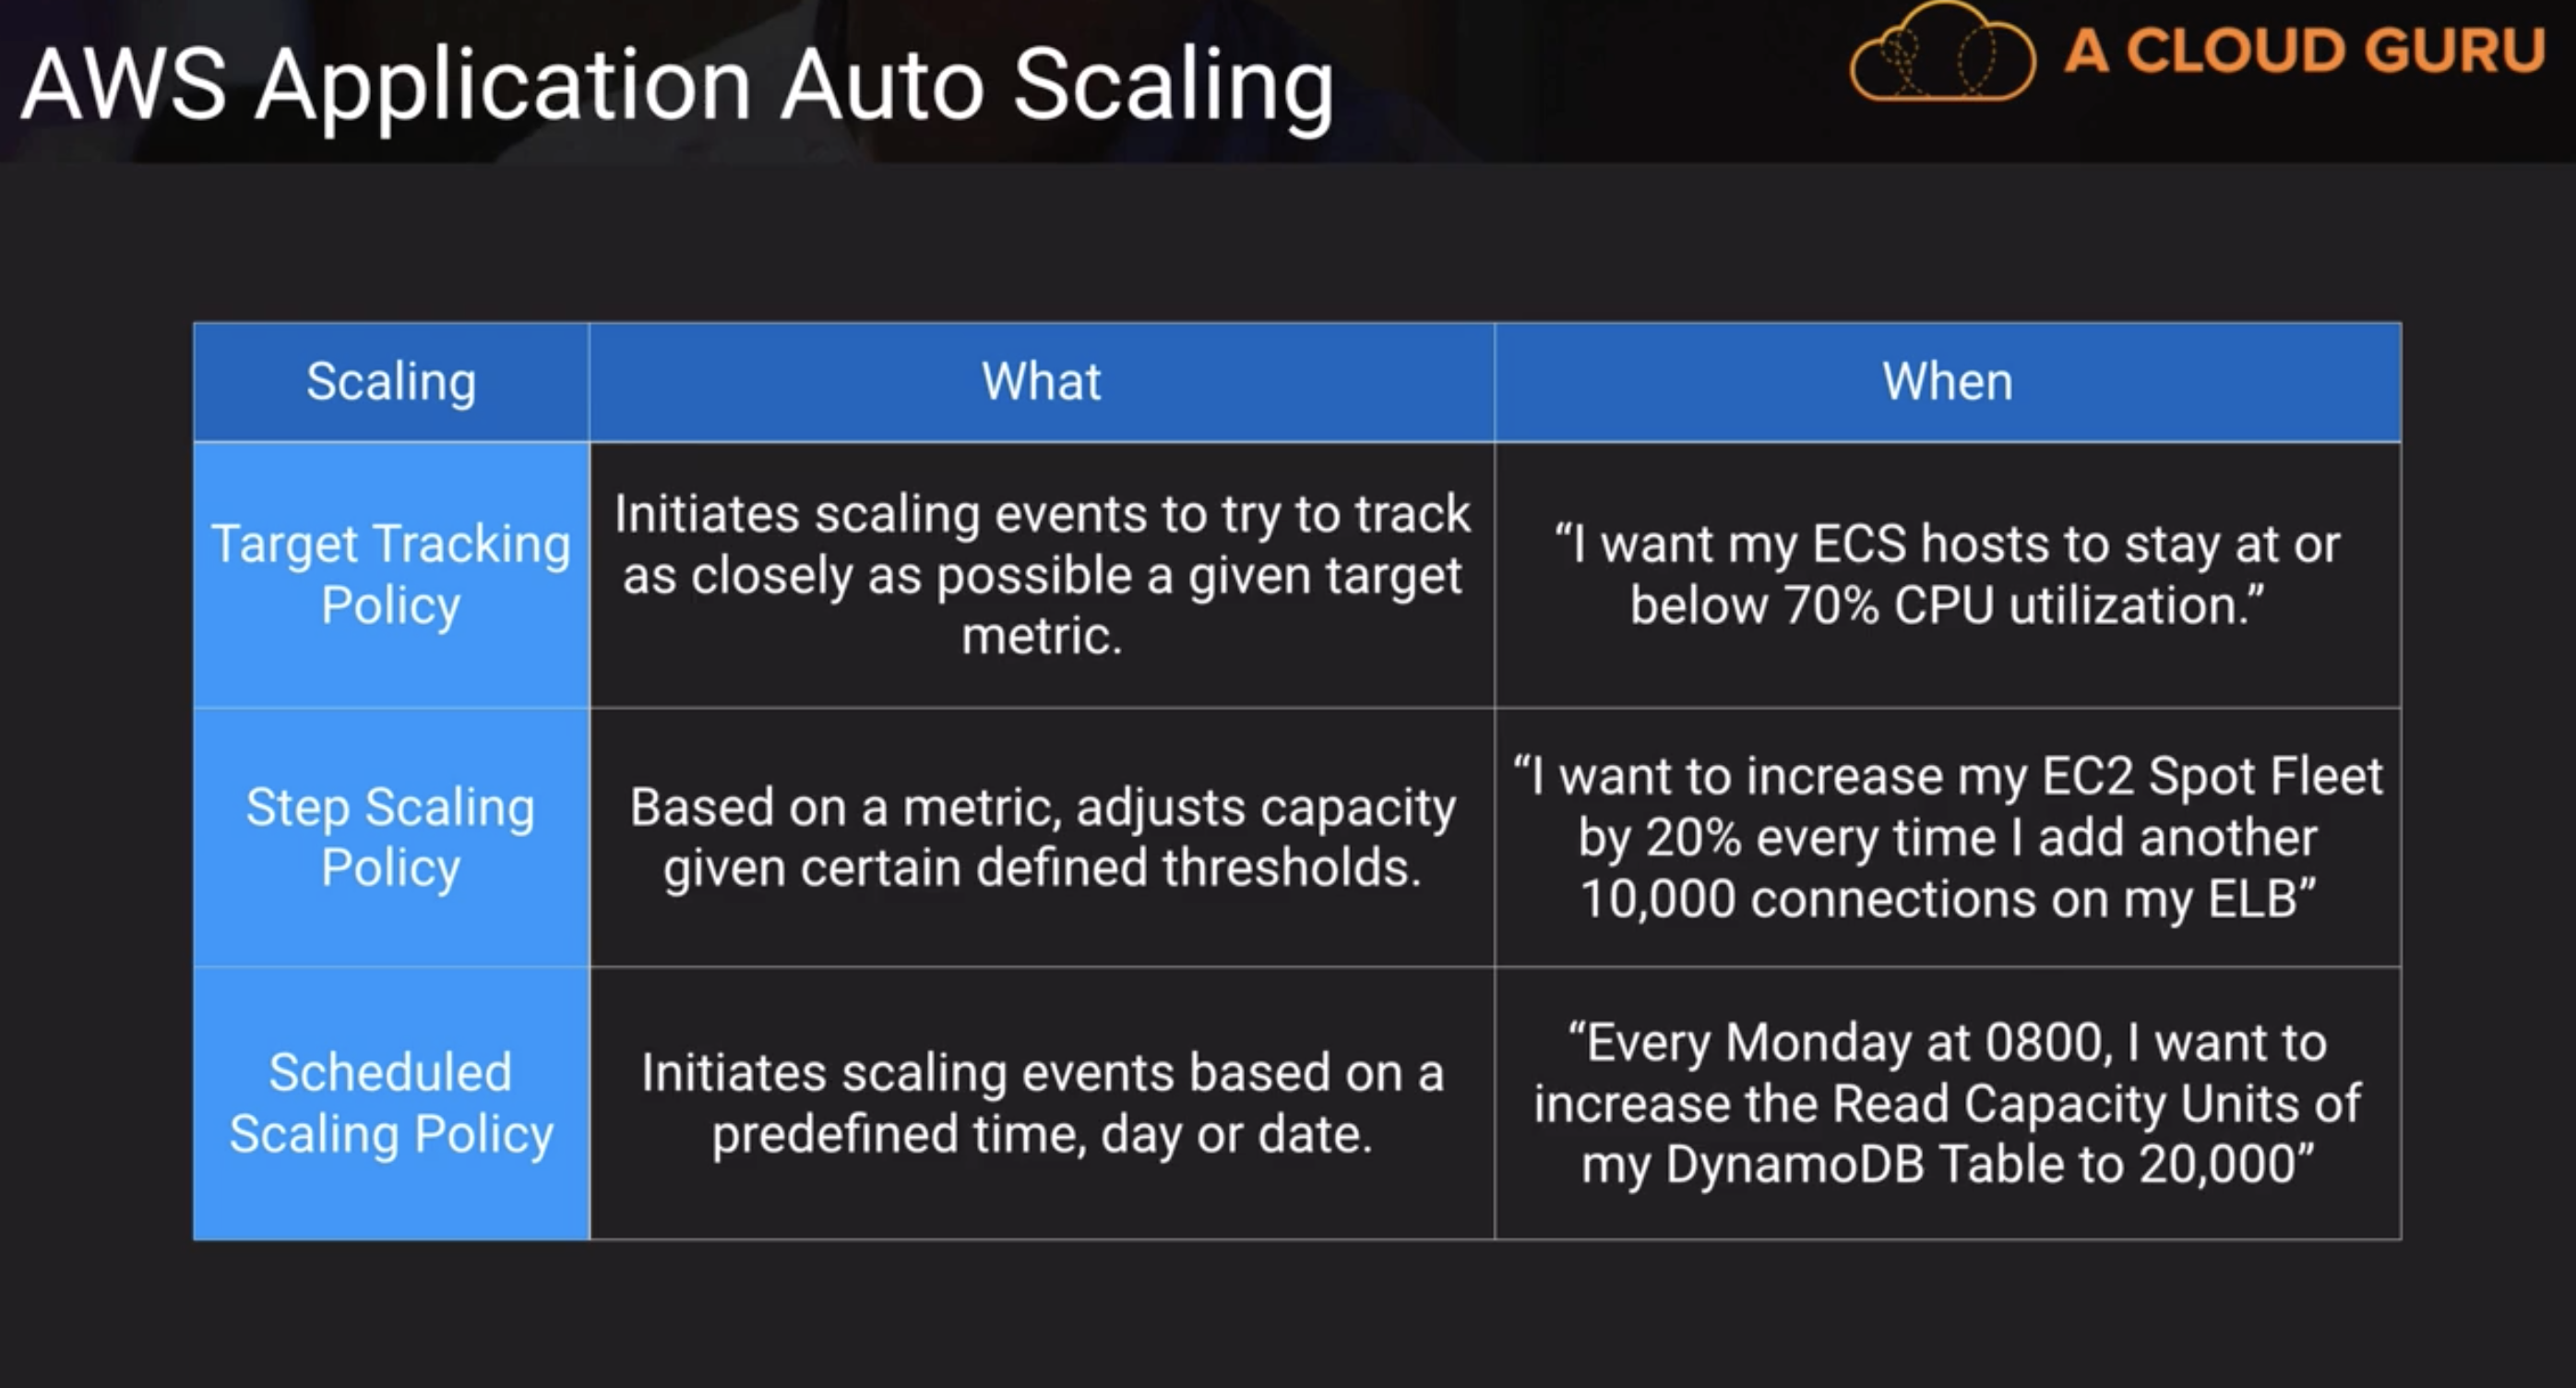 AWS Application Auto Scaling
A CLOUD GURU
Scaling
What
When
Target Tracking
Policy
Initiates scaling events to try to track
as closely as possible a given target
metric.
“I want my ECS hosts to stay at or
below 70% CPU utilization.”
Step Scaling
Policy
Based on a metric, adjusts capacity
given certain defined thresholds.
“I want to increase my EC2 Spot Fleet
by 20% every time I add another
10,000 connections on my ELB”
Scheduled
Scaling Policy
Initiates scaling events based on a
predefined time, day or date.
“Every Monday at 0800, I want to
increase the Read Capacity Units of
my DynamoDB Table to 20,000”